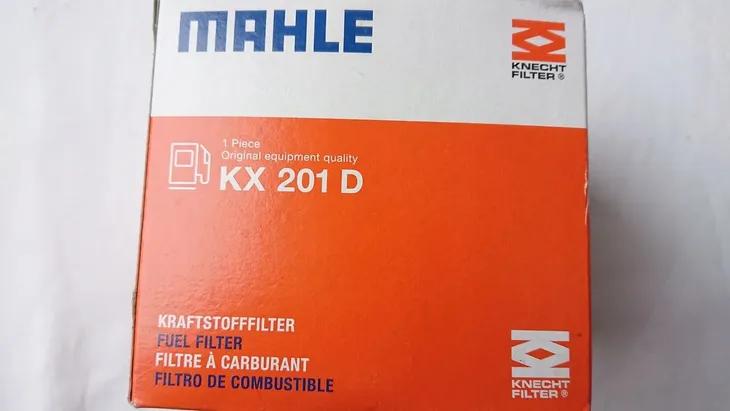 MAHLE
KNECHT
FILTER®
1 Piece
Original equipment quality
KX 201 D
KRAFTSTOFFFILTER
FUEL FILTER
FILTRE À CARBURANT
FILTRO DE COMBUSTIBLE
KNECHT
FILTER®